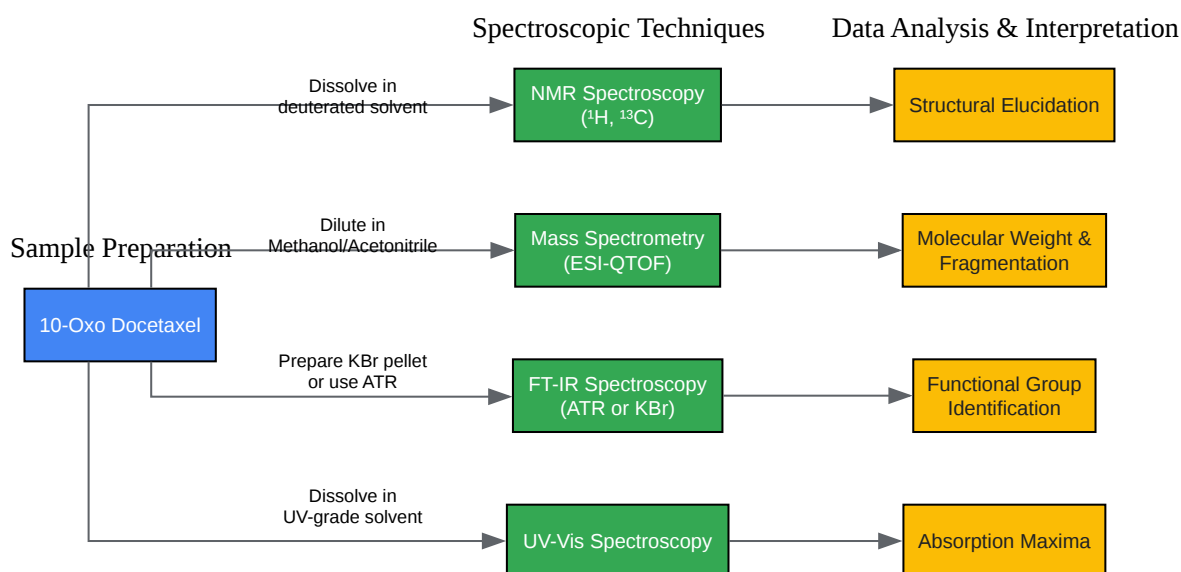 Spectroscopic Techniques
Data Analysis & Interpretation
Dissolve in
deuterated solvent
NMR Spectroscopy
(¹H, ¹³C)
Structural Elucidation
Sample Preparation
10-Oxo Docetaxel
Dilute in
Methanol/Acetonitrile
Mass Spectrometry
(ESI-QTOF)
Molecular Weight &
Fragmentation
Prepare KBr pellet
or use ATR
FT-IR Spectroscopy
(ATR or KBr)
Functional Group
Identification
Dissolve in
UV-grade solvent
UV-Vis Spectroscopy
Absorption Maxima